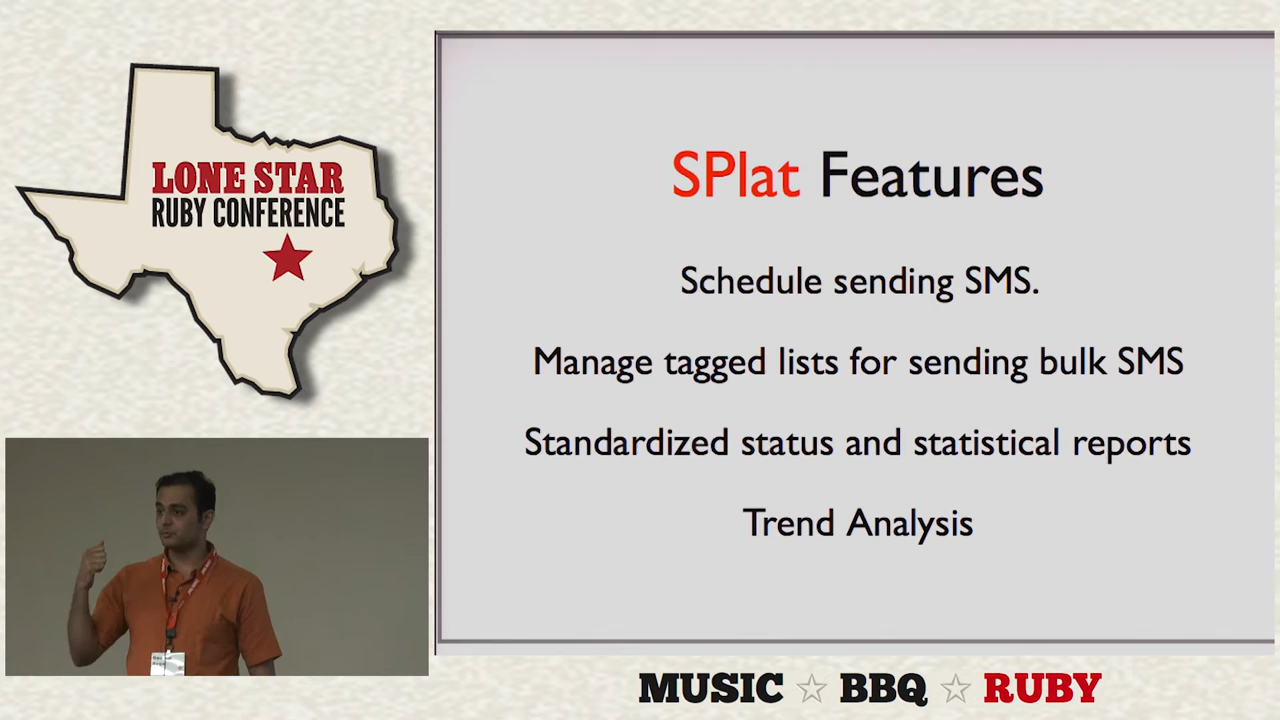 LONE STAR
RUBY CONFERENCE
SPlat Features
Schedule sending SMS.
Manage tagged lists for sending bulk SMS
Standardized status and statistical reports
Trend Analysis
MUSIC ☆ BBQ ☆ RUBY